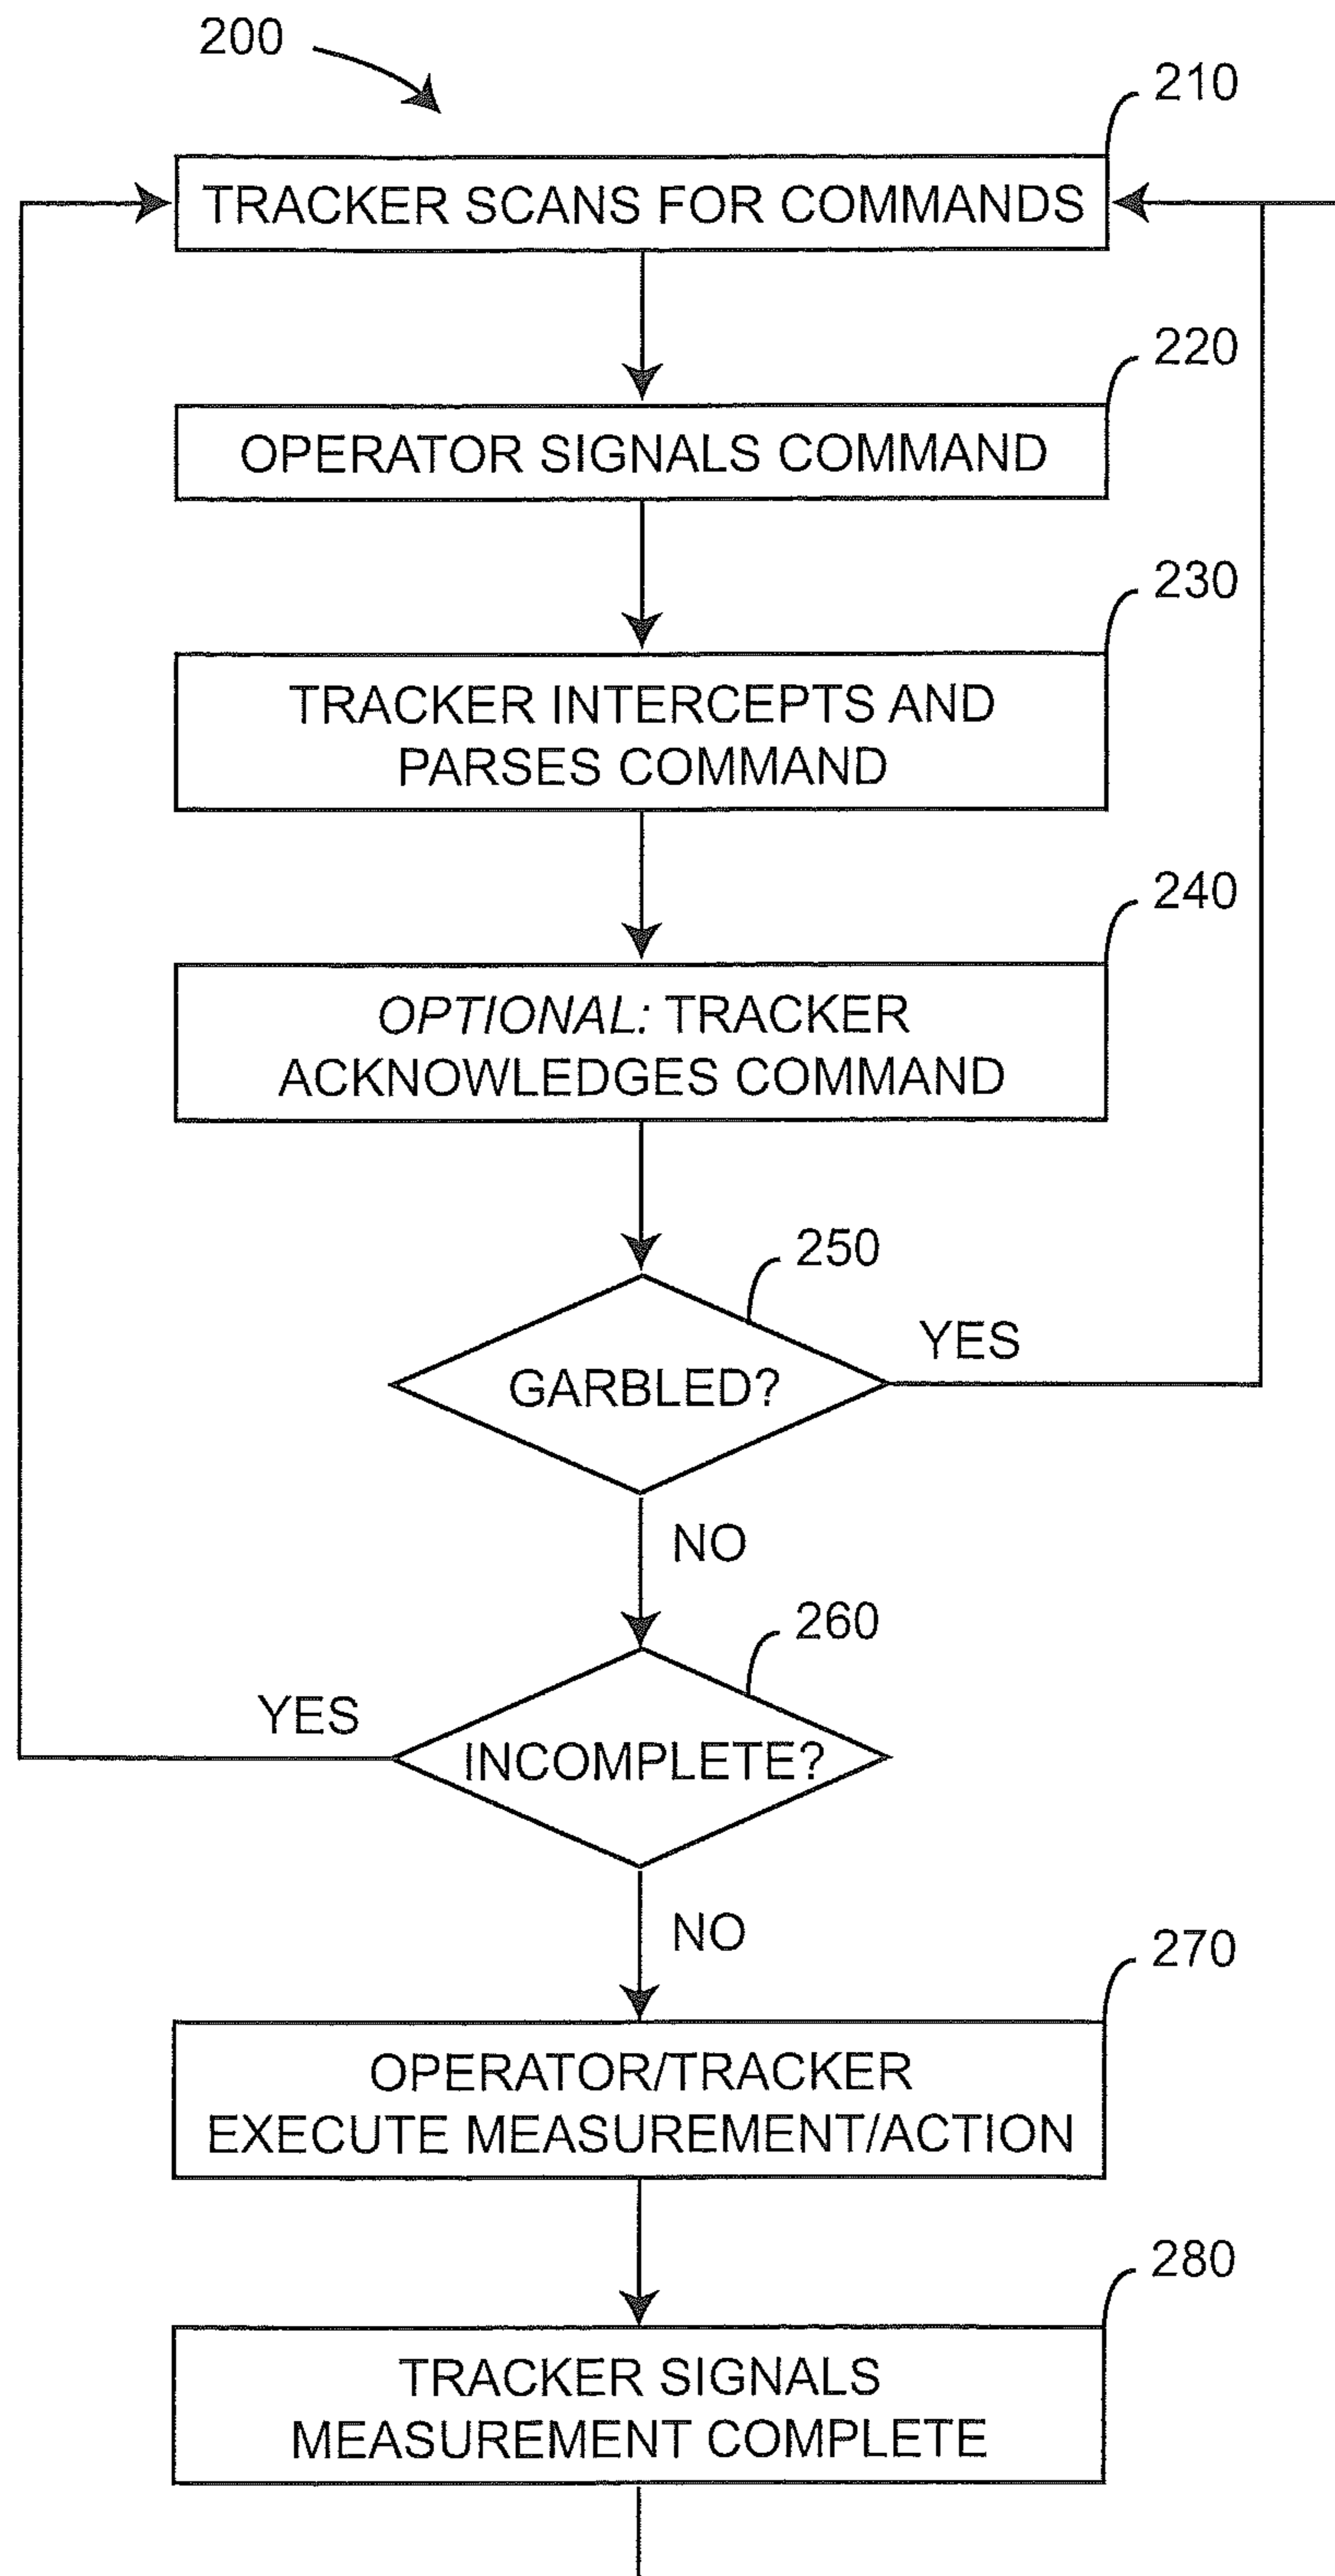 200
210
TRACKER SCANS FOR COMMANDS
220
OPERATOR SIGNALS COMMAND
230
TRACKER INTERCEPTS AND
PARSES COMMAND
240
OPTIONAL: TRACKER
ACKNOWLEDGES COMMAND
250
GARBLED?
YES
NO
260
YES
INCOMPLETE?
NO
270
OPERATOR/TRACKER
EXECUTE MEASUREMENT/ACTION
280
TRACKER SIGNALS
MEASUREMENT COMPLETE